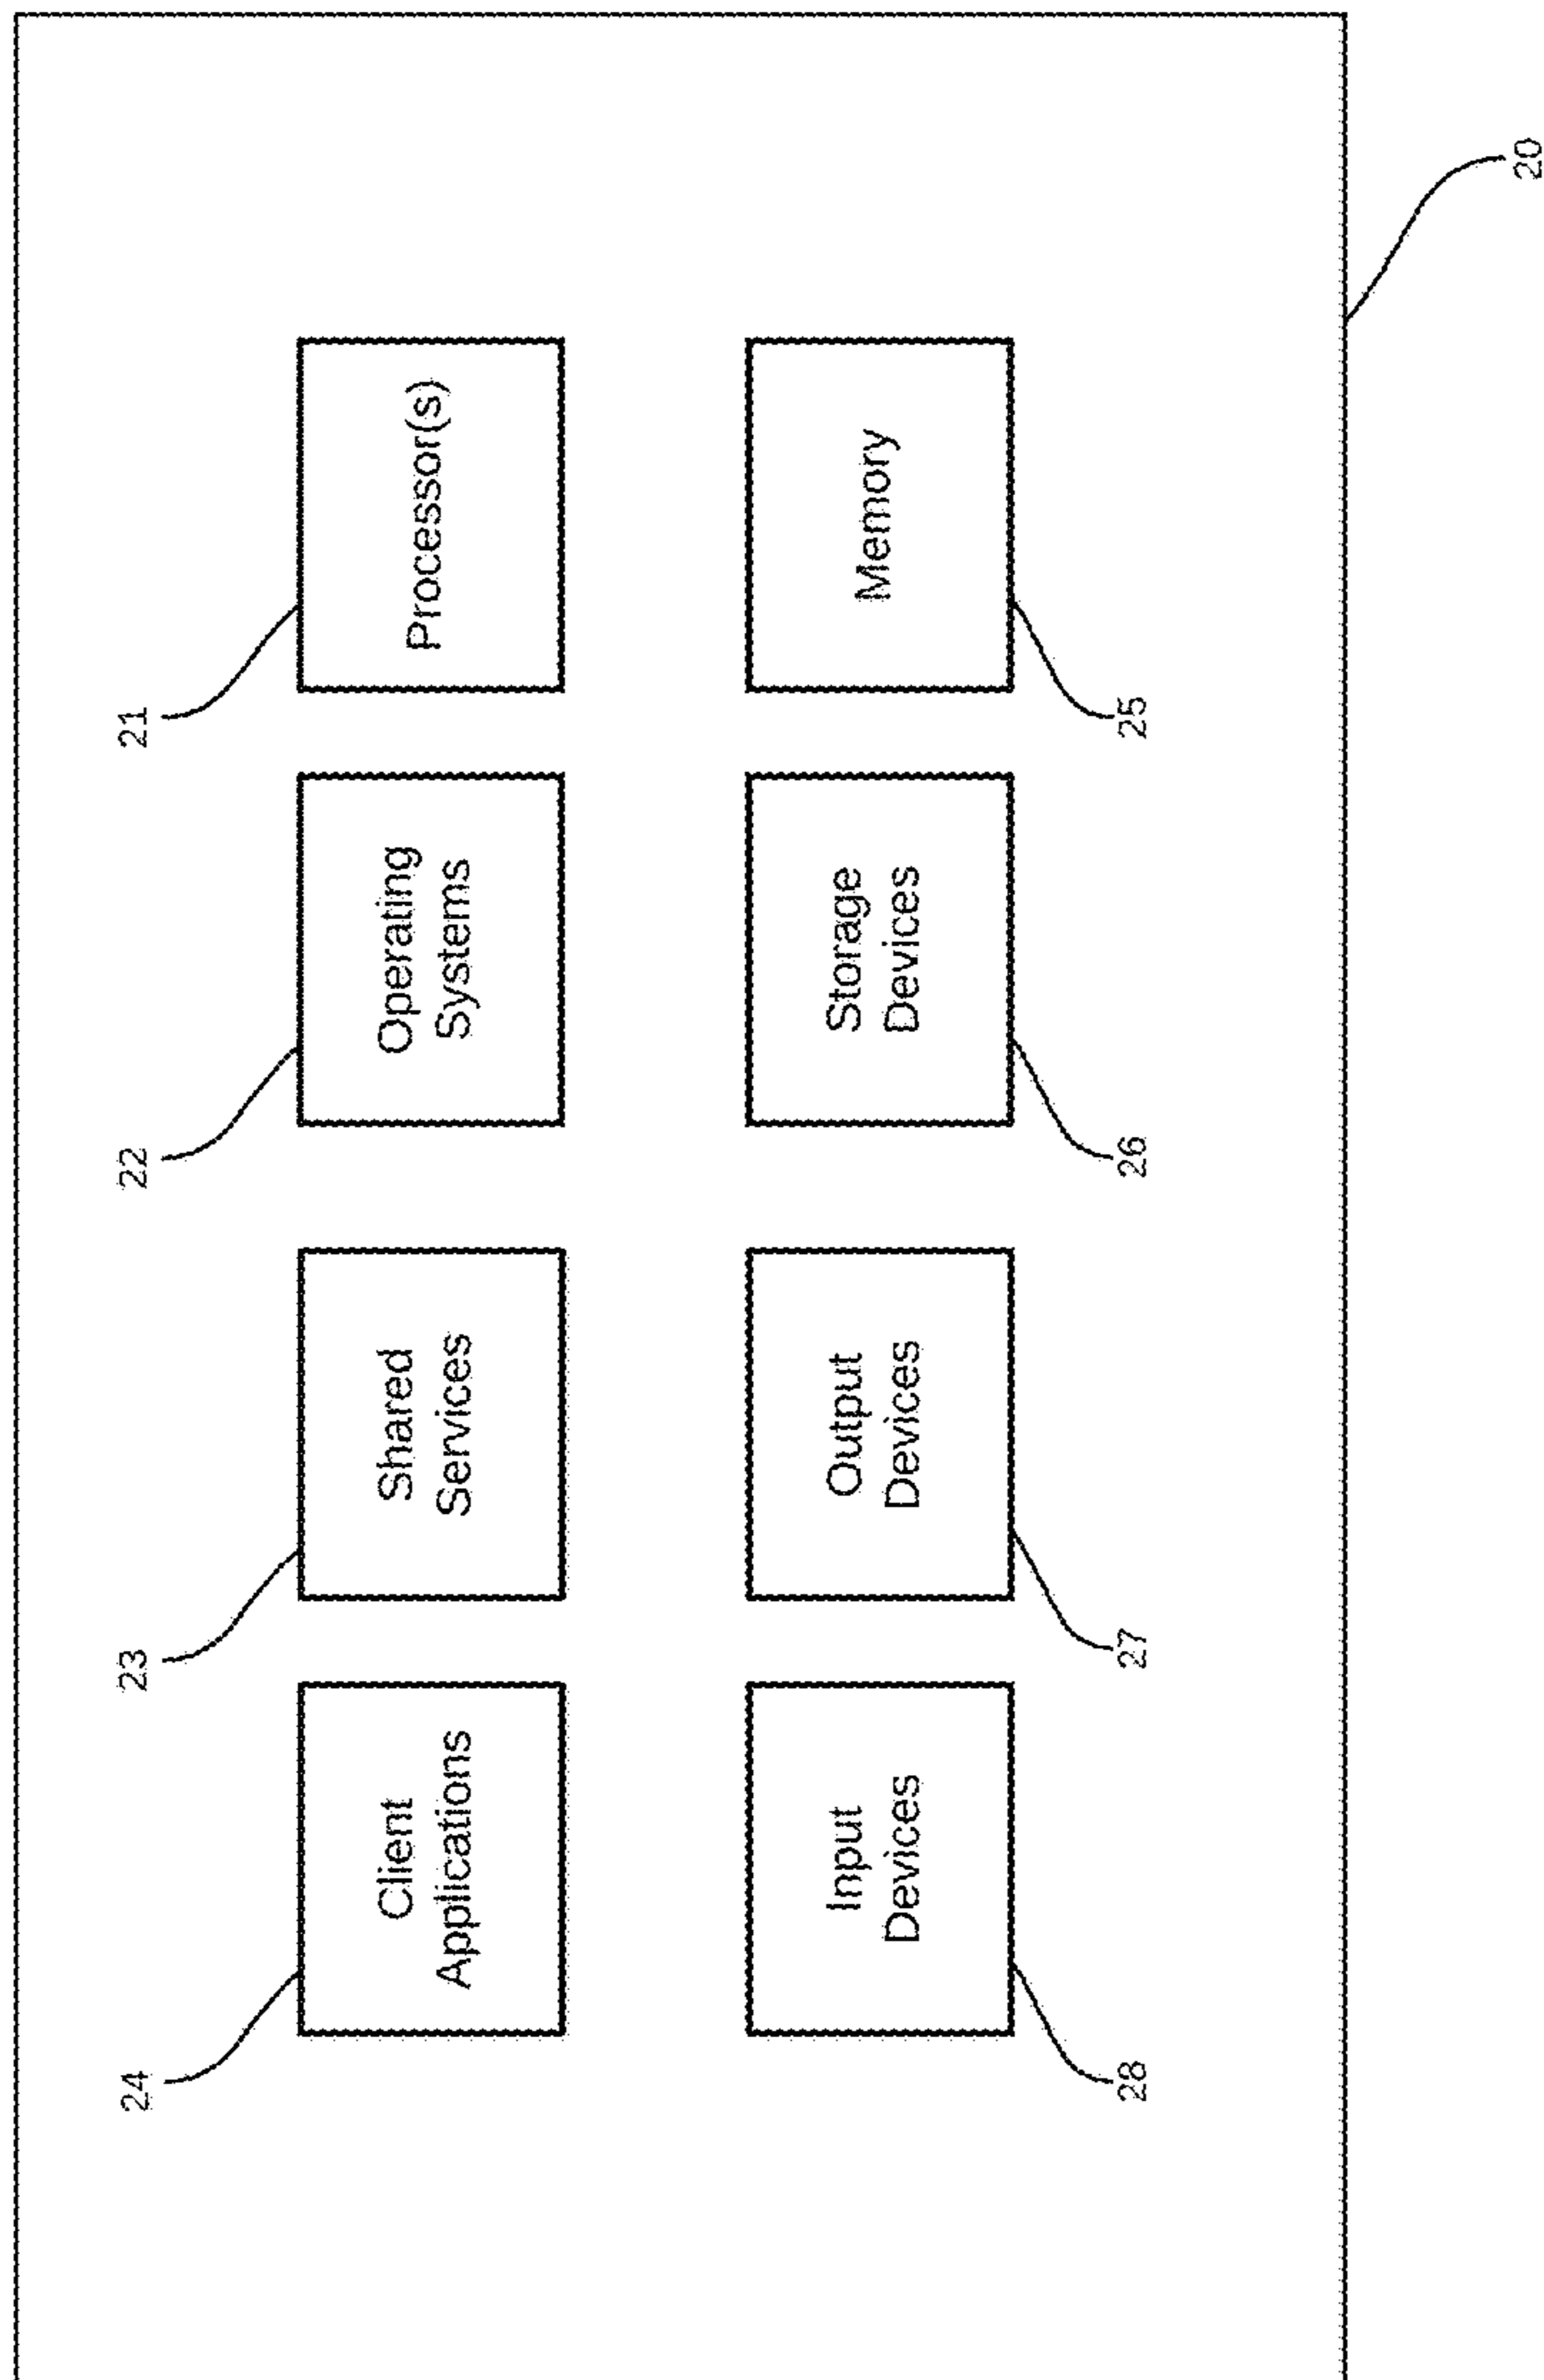 24
23
22
21
Client
Applications
Shared
Services
Operating
Systems
Processor(s)
Input
Devices
Output
Devices
Storage
Devices
Memory
28
27
26
25
20